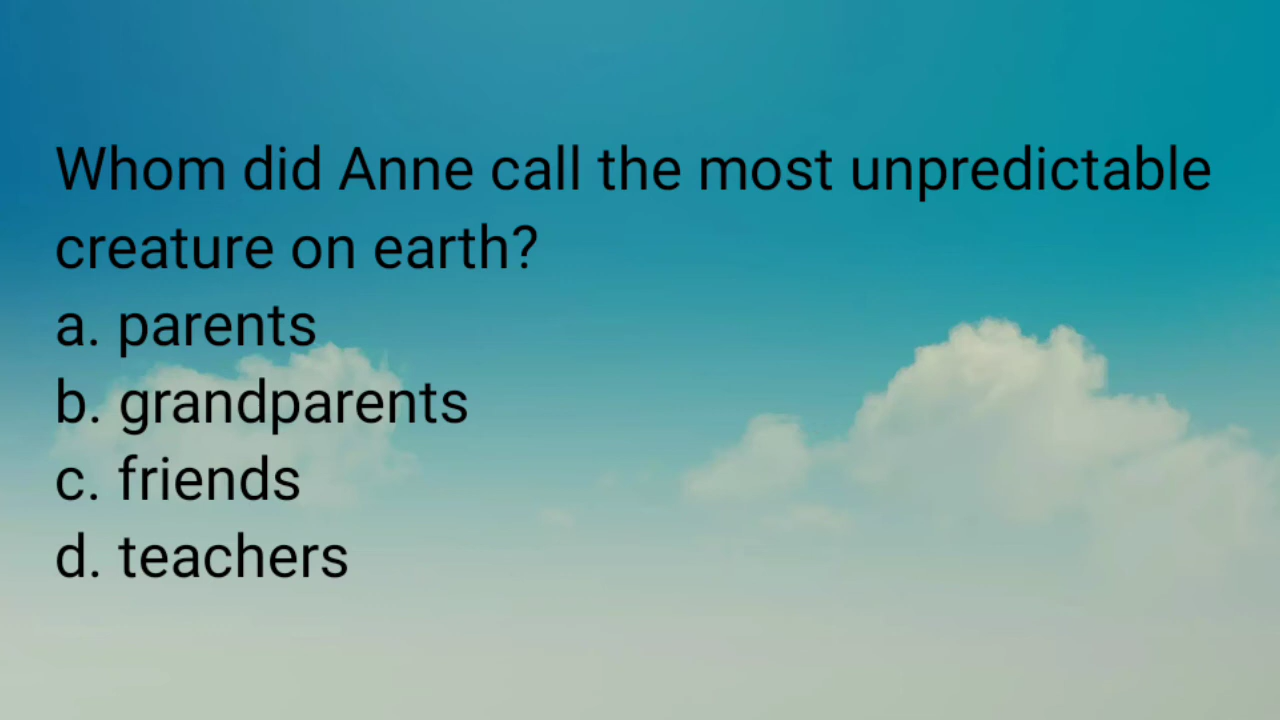 Whom did Anne call the most unpredictable
creature on earth?
a. parents
b. grandparents
c. friends
d. teachers